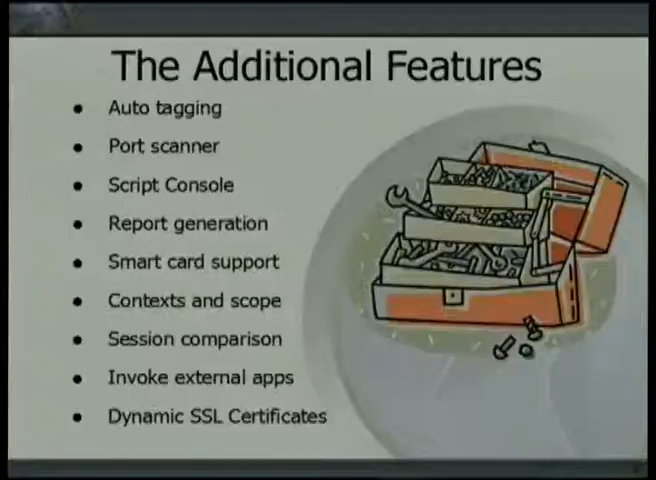 The Additional Features
• Auto tagging
• Port scanner
• Script Console
• Report generation
• Smart card support
• Contexts and scope
• Session comparison
• Invoke external apps
• Dynamic SSL Certificates